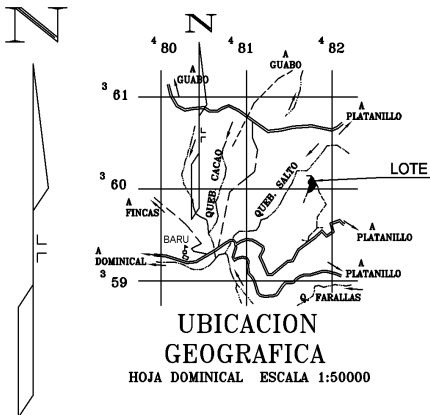 N
N
4 80
4 81
4 82
A
GUABO
A
GUABO
3 61
A
PLATANILLO
QUEB. CACAO
QUEB. SALTO
LOTE
3 60
A
FINCAS
BARU
A
DOMINICAL
A
PLATANILLO
A
PLATANILLO
3 59
Q. FARALLAS
UBICACION
GEOGRAFICA
HOJA DOMINICAL ESCALA 1:50000